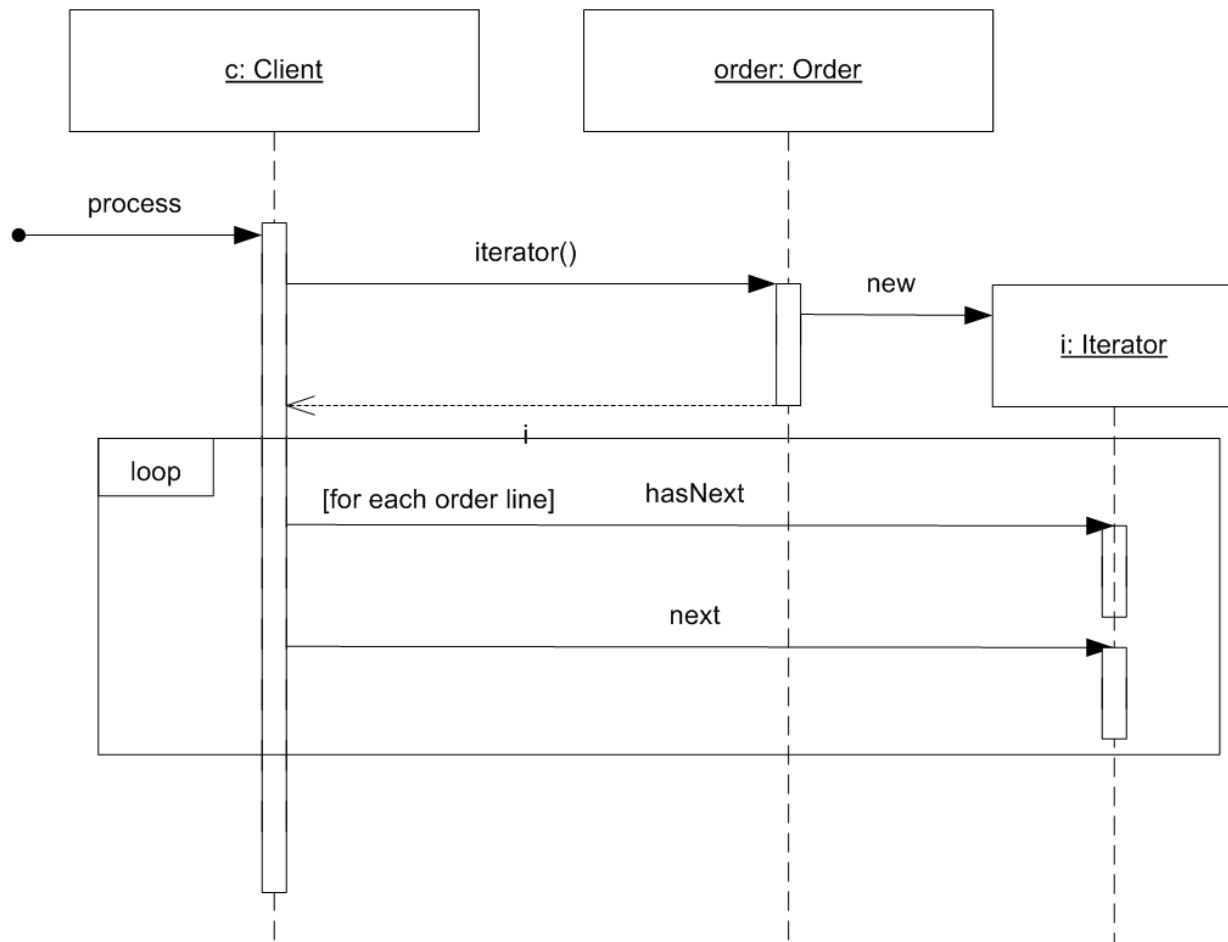 c: Client
order: Order
process
iterator()
new
i: Iterator
i
loop
[for each order line]
hasNext
next